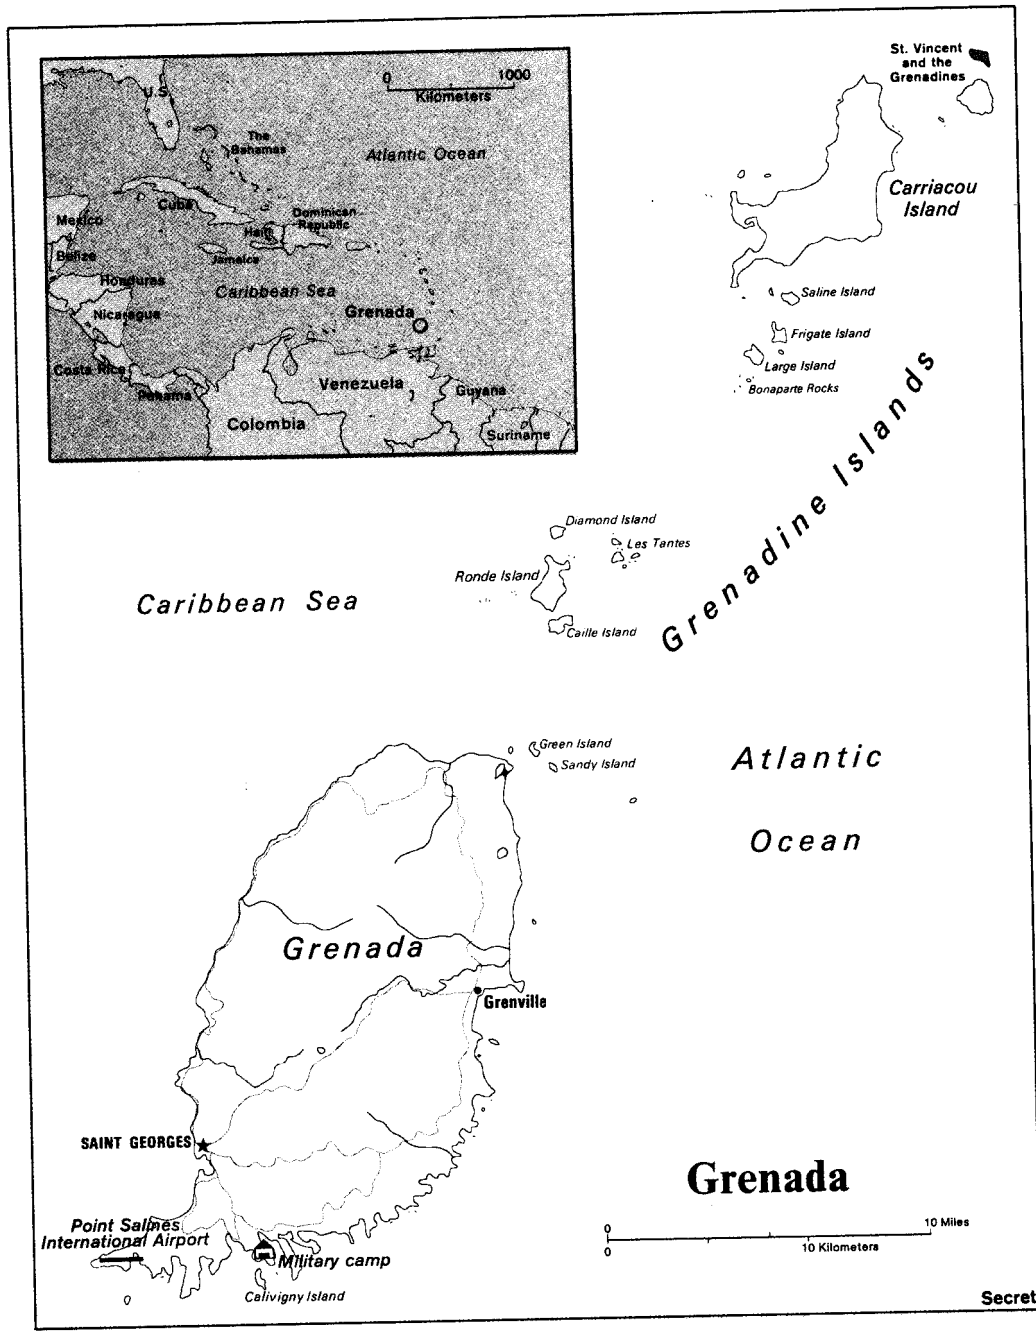 St. Vincent
and the
Grenadines
0 1000
Kilometers
U.S.
The
Bahamas
Atlantic Ocean
Mexico
Cuba
Dominican
Republic
Haiti
Belize
Jamaica
Honduras
Caribbean Sea
Nicaragua
Grenada
Costa Rica
Panama
Venezuela
Guyana
Colombia
Suriname
Carriacou
Island
Saline Island
Frigate Island
Large Island
Bonaparte Rocks
Grenadine Islands
Diamond Island
Les Tantes
Ronde Island
Caribbean Sea
Caille Island
Green Island
Sandy Island
Atlantic
Ocean
Grenada
Grenville
SAINT GEORGES
Grenada
Point Salines
International Airport
Military camp
Calivigny Island
0 10 Miles
0 10 Kilometers
Secret